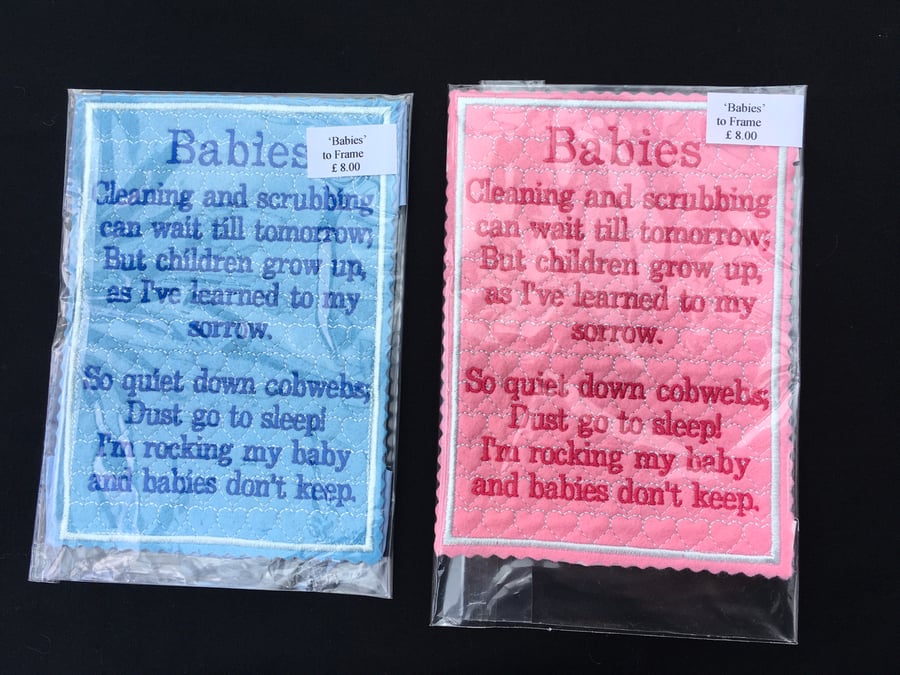 Babies
'Babies'
to Frame
£ 8.00
Cleaning and scrubbing
can wait till tomorrow;
But children grow up,
as I've learned to my
sorrow.
So quiet down cobwebs;
Dust go to sleep!
I'm rocking my baby
and babies don't keep.
Babies
'Babies'
to Frame
£ 8.00
Cleaning and scrubbing
can wait till tomorrow;
But children grow up,
as I've learned to my
sorrow.
So quiet down cobwebs;
Dust go to sleep!
I'm rocking my baby
and babies don't keep.